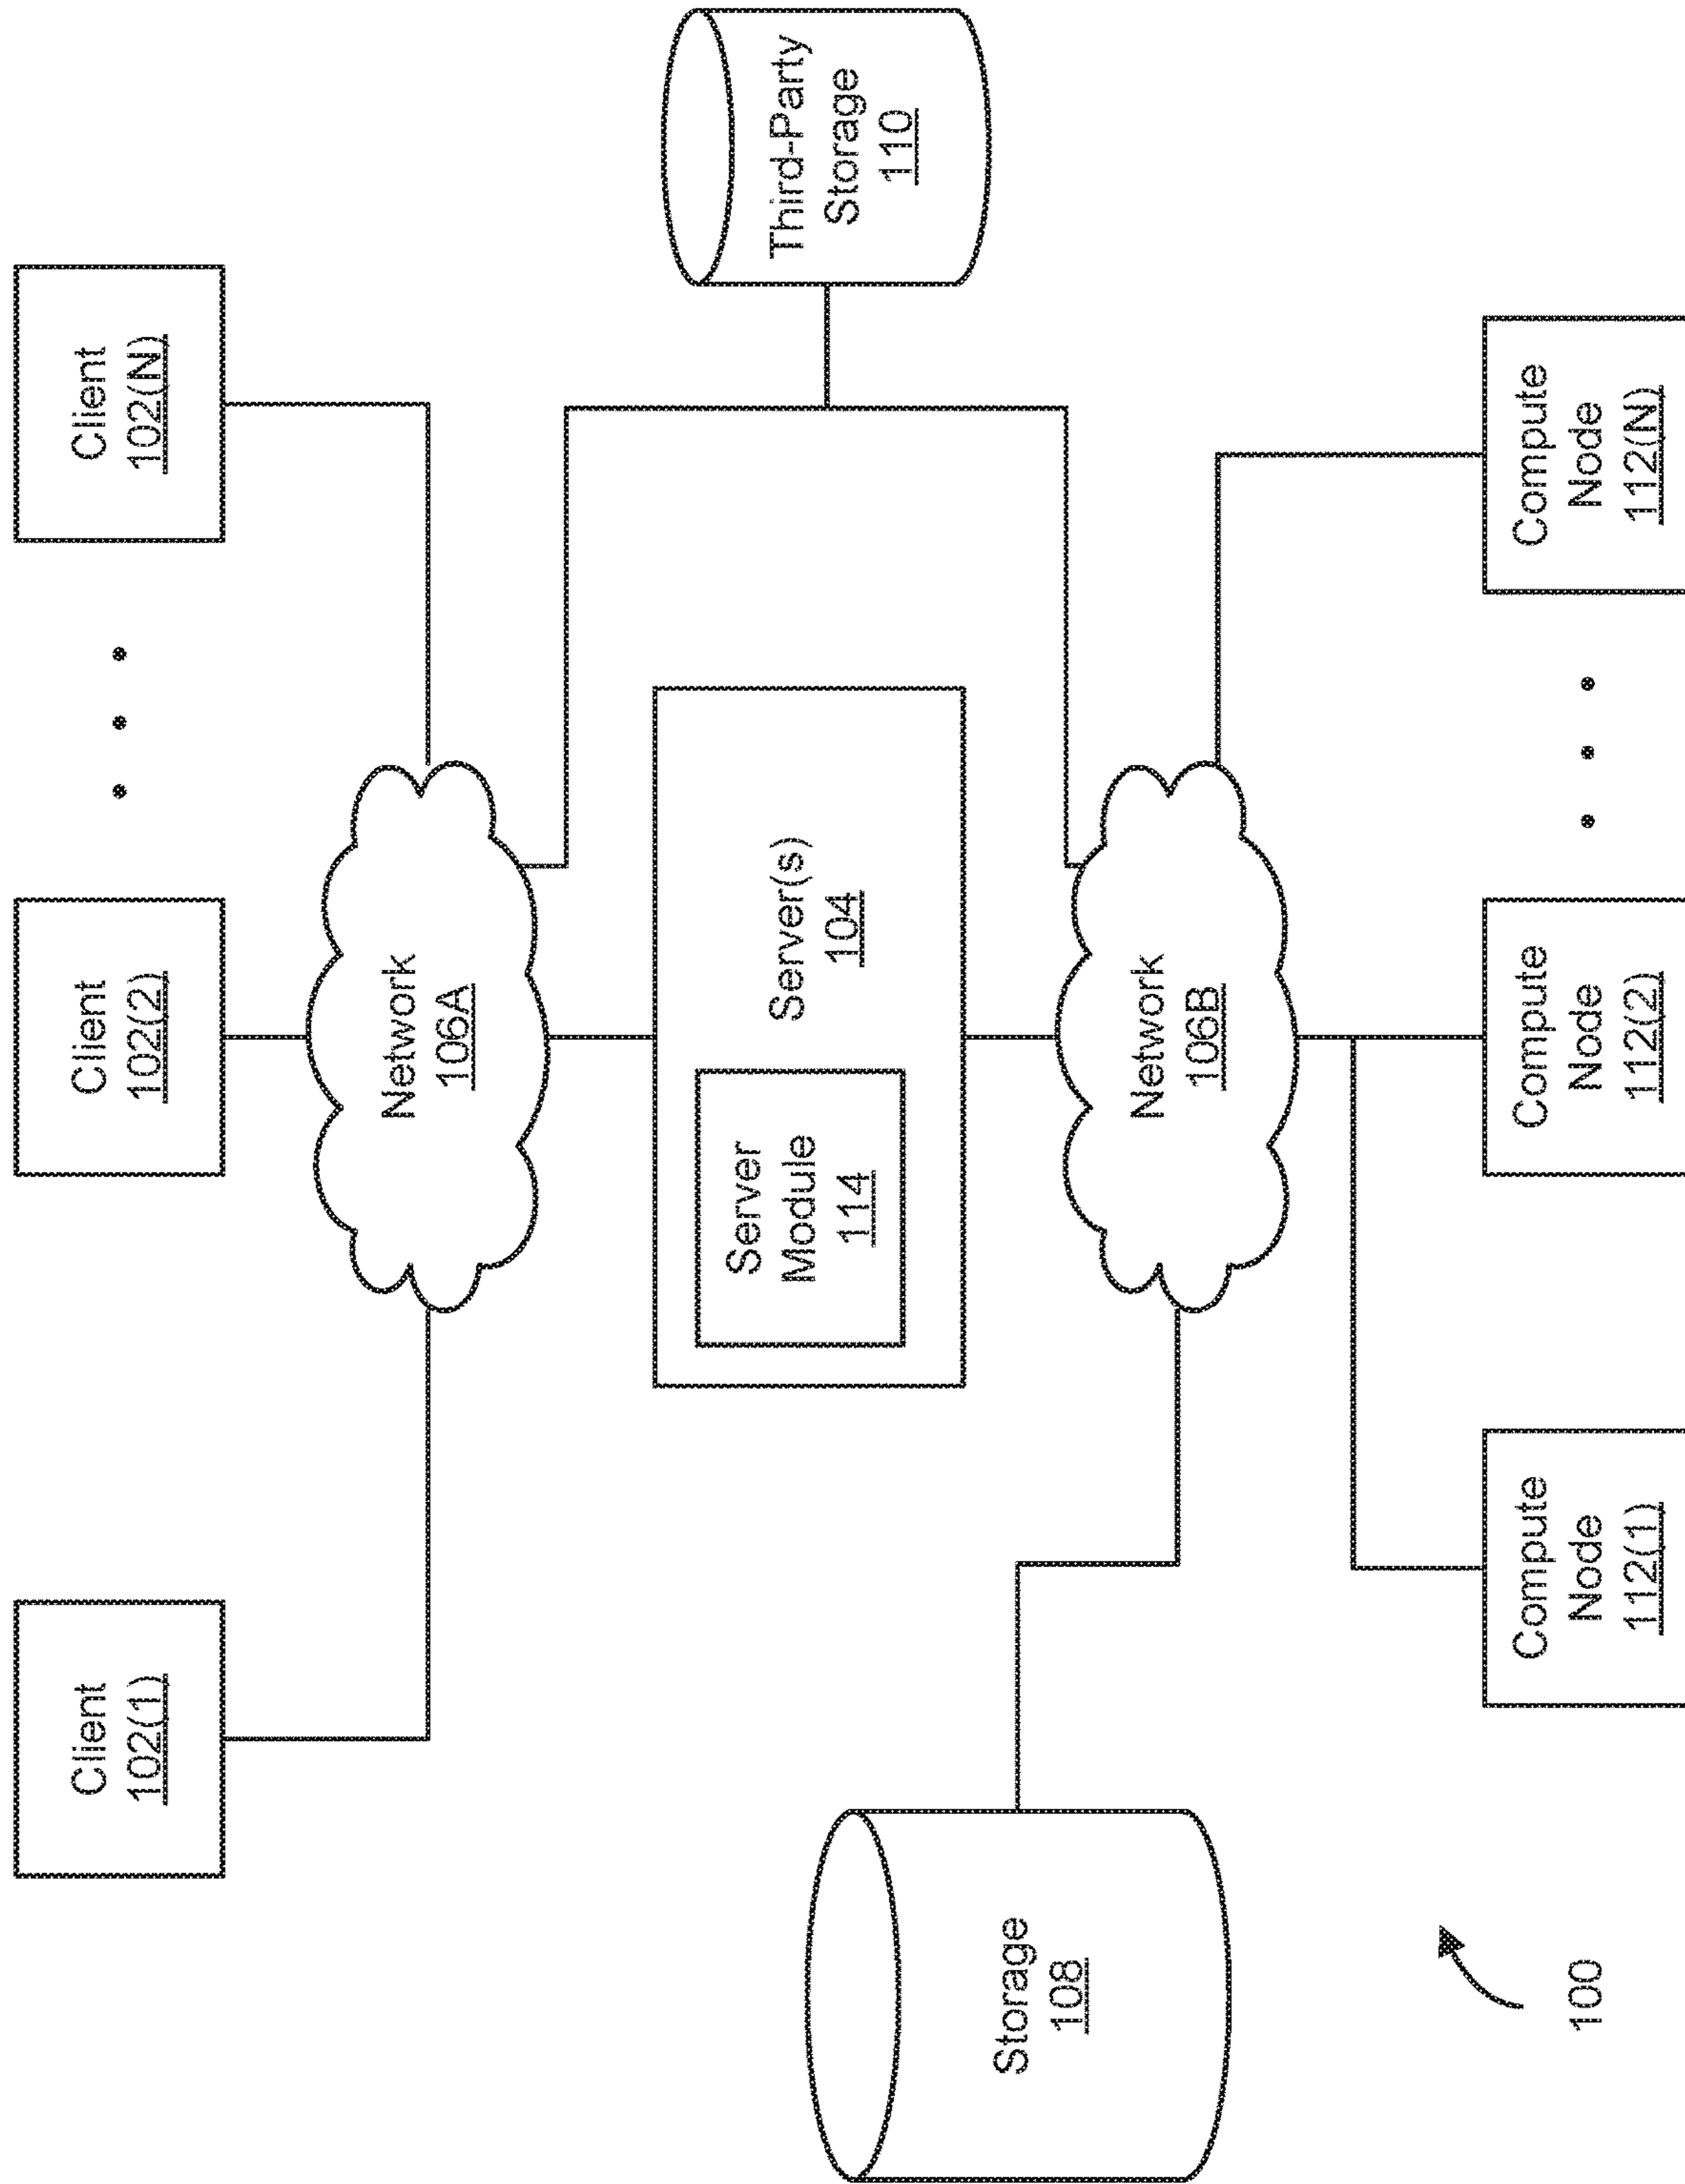 Client
102(1)
Client
102(2)
Client
102(N)
Network
106A
Third-Party
Storage
110
Server(s)
104
Server
Module
114
Storage
108
Network
106B
Compute
Node
112(1)
Compute
Node
112(2)
Compute
Node
112(N)
100